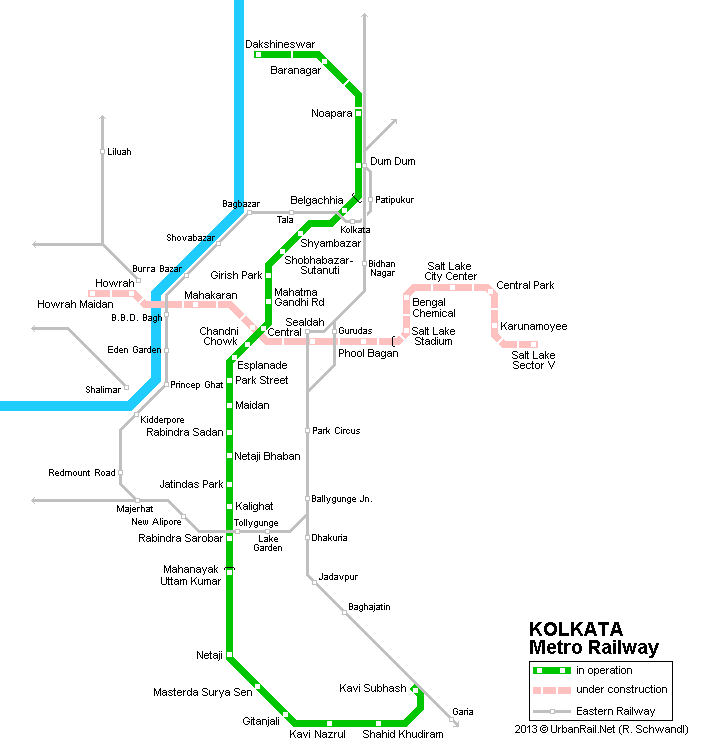 Dakshineswar
Baranagar
Noapara
Liluah
Dum Dum
Belgachhia
Patipukur
Bagbazar
Tala
Kolkata
Shovabazar
Shyambazar
Shobhabazar-
Sutanuti
Burra Bazar
Girish Park
Bidhan
Nagar
Salt Lake
City Center
Howrah
Central Park
Howrah Maidan
Mahakaran
Mahatma
Gandhi Rd
Bengal
Chemical
B.B.D. Bagh
Sealdah
Chandni
Chowk
Central
Gurudas
Salt Lake
Stadium
Karunamoyee
Eden Garden
Phool Bagan
Salt Lake
Sector V
Esplanade
Shalimar
Princep Ghat
Park Street
Maidan
Kidderpore
Rabindra Sadan
Park Circus
Netaji Bhaban
Redmount Road
Jatindas Park
Ballygunge Jn.
Majerhat
Kalighat
New Alipore
Tollygunge
Rabindra Sarobar
Lake
Garden
Dhakuria
Mahanayak
Uttam Kumar
Jadavpur
Baghajatin
Netaji
Masterda Surya Sen
Kavi Subhash
Gitanjali
Garia
Kavi Nazrul
Shahid Khudiram
KOLKATA
Metro Railway
in operation
under construction
Eastern Railway
2013 © UrbanRail.Net (R. Schwandl)